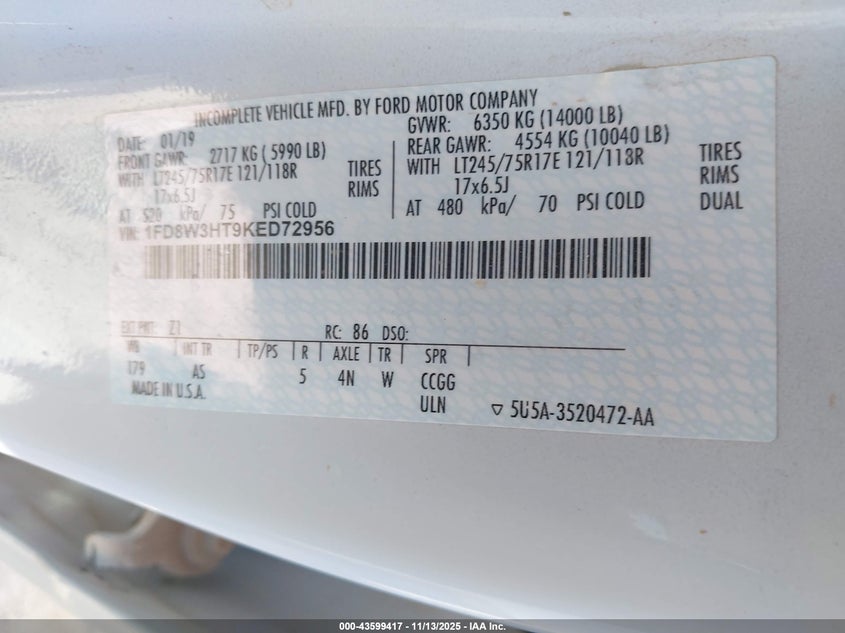 INCOMPLETE VEHICLE MFD. BY FORD MOTOR COMPANY
DATE: 01/19
FRONT GAWR: 2717 KG ( 5990 LB)
WITH LT245/75R17E 121/118R TIRES
17x6.5J RIMS
AT 520 kPa/ 75 PSI COLD
GVWR: 6350 KG (14000 LB)
REAR GAWR: 4554 KG (10040 LB)
WITH LT245/75R17E 121/118R TIRES
17x6.5J RIMS
AT 480 kPa/ 70 PSI COLD DUAL
VIN: 1FD8W3HT9KED72956
EXT PNT: Z1 RC: 86 DSO:
WB INT TR TP/PS R AXLE TR SPR
179 AS 5 4N W CCGG
MADE IN U.S.A. ULN ▽ 5U5A-3520472-AA
000-43599417 - 11/13/2025 - IAA Inc.